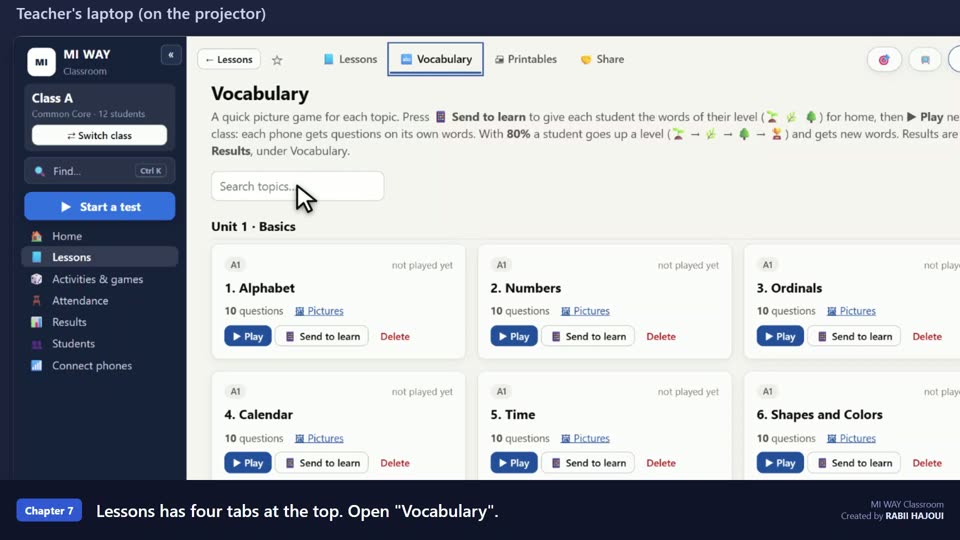 Teacher's laptop (on the projector)
MI
MI WAY
Classroom
«
Class A
Common Core · 12 students
⇄ Switch class
Find...
Ctrl K
▶ Start a test
Home
Lessons
Activities & games
Attendance
Results
Students
Connect phones
← Lessons
☆
Lessons
Vocabulary
Printables
Share
Vocabulary
A quick picture game for each topic. Press Send to learn to give each student the words of their level ( ) for home, then ▶ Play ne
class: each phone gets questions on its own words. With 80% a student goes up a level ( → → → ) and gets new words. Results are
Results, under Vocabulary.
Search topics...
Unit 1 · Basics
A1
not played yet
1. Alphabet
10 questions Pictures
▶ Play Send to learn Delete
A1
not played yet
2. Numbers
10 questions Pictures
▶ Play Send to learn Delete
A1
not play
3. Ordinals
10 questions Pictures
▶ Play Send to learn Delete
A1
not played yet
4. Calendar
10 questions Pictures
▶ Play Send to learn Delete
A1
not played yet
5. Time
10 questions Pictures
▶ Play Send to learn Delete
A1
not play
6. Shapes and Colors
10 questions Pictures
▶ Play Send to learn Delete
Chapter 7
Lessons has four tabs at the top. Open "Vocabulary".
MI WAY Classroom
Created by RABII HAJOUI